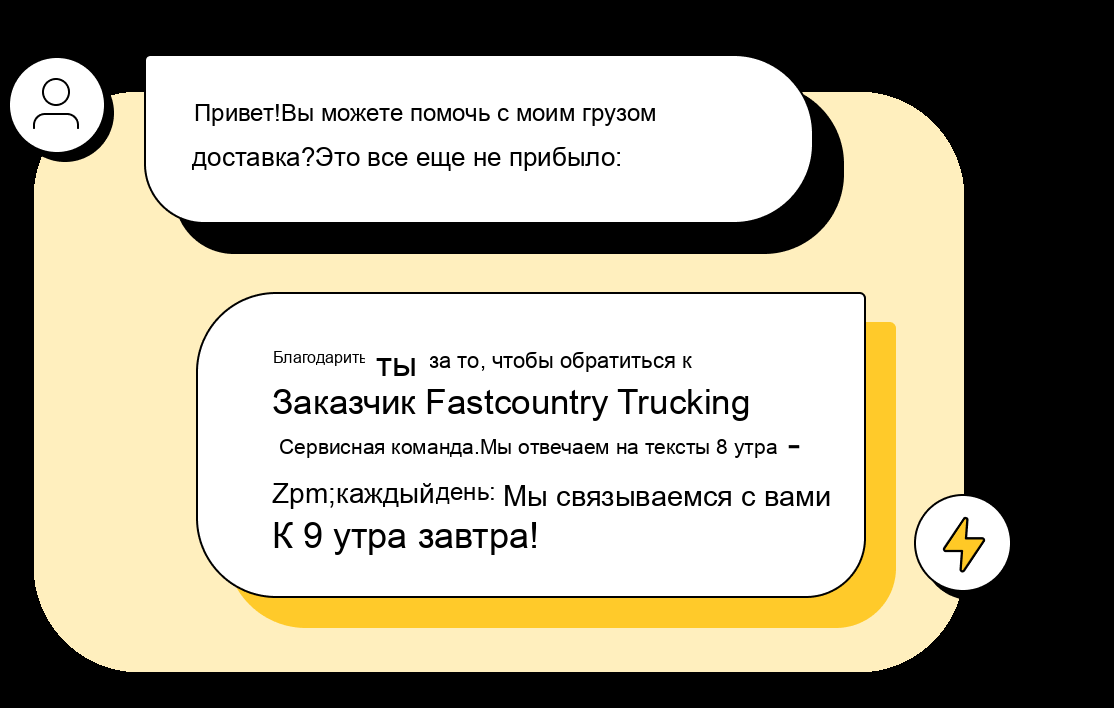 Привет!Вы можете помочь с моим грузом
доставка?Это все еще не прибыло:
Благодарить ты за то, чтобы обратиться к
Заказчик Fastcountry Trucking
Сервисная команда.Мы отвечаем на тексты 8 утра -
Zpm;каждыйдень: Мы связываемся с вами
К 9 утра завтра!